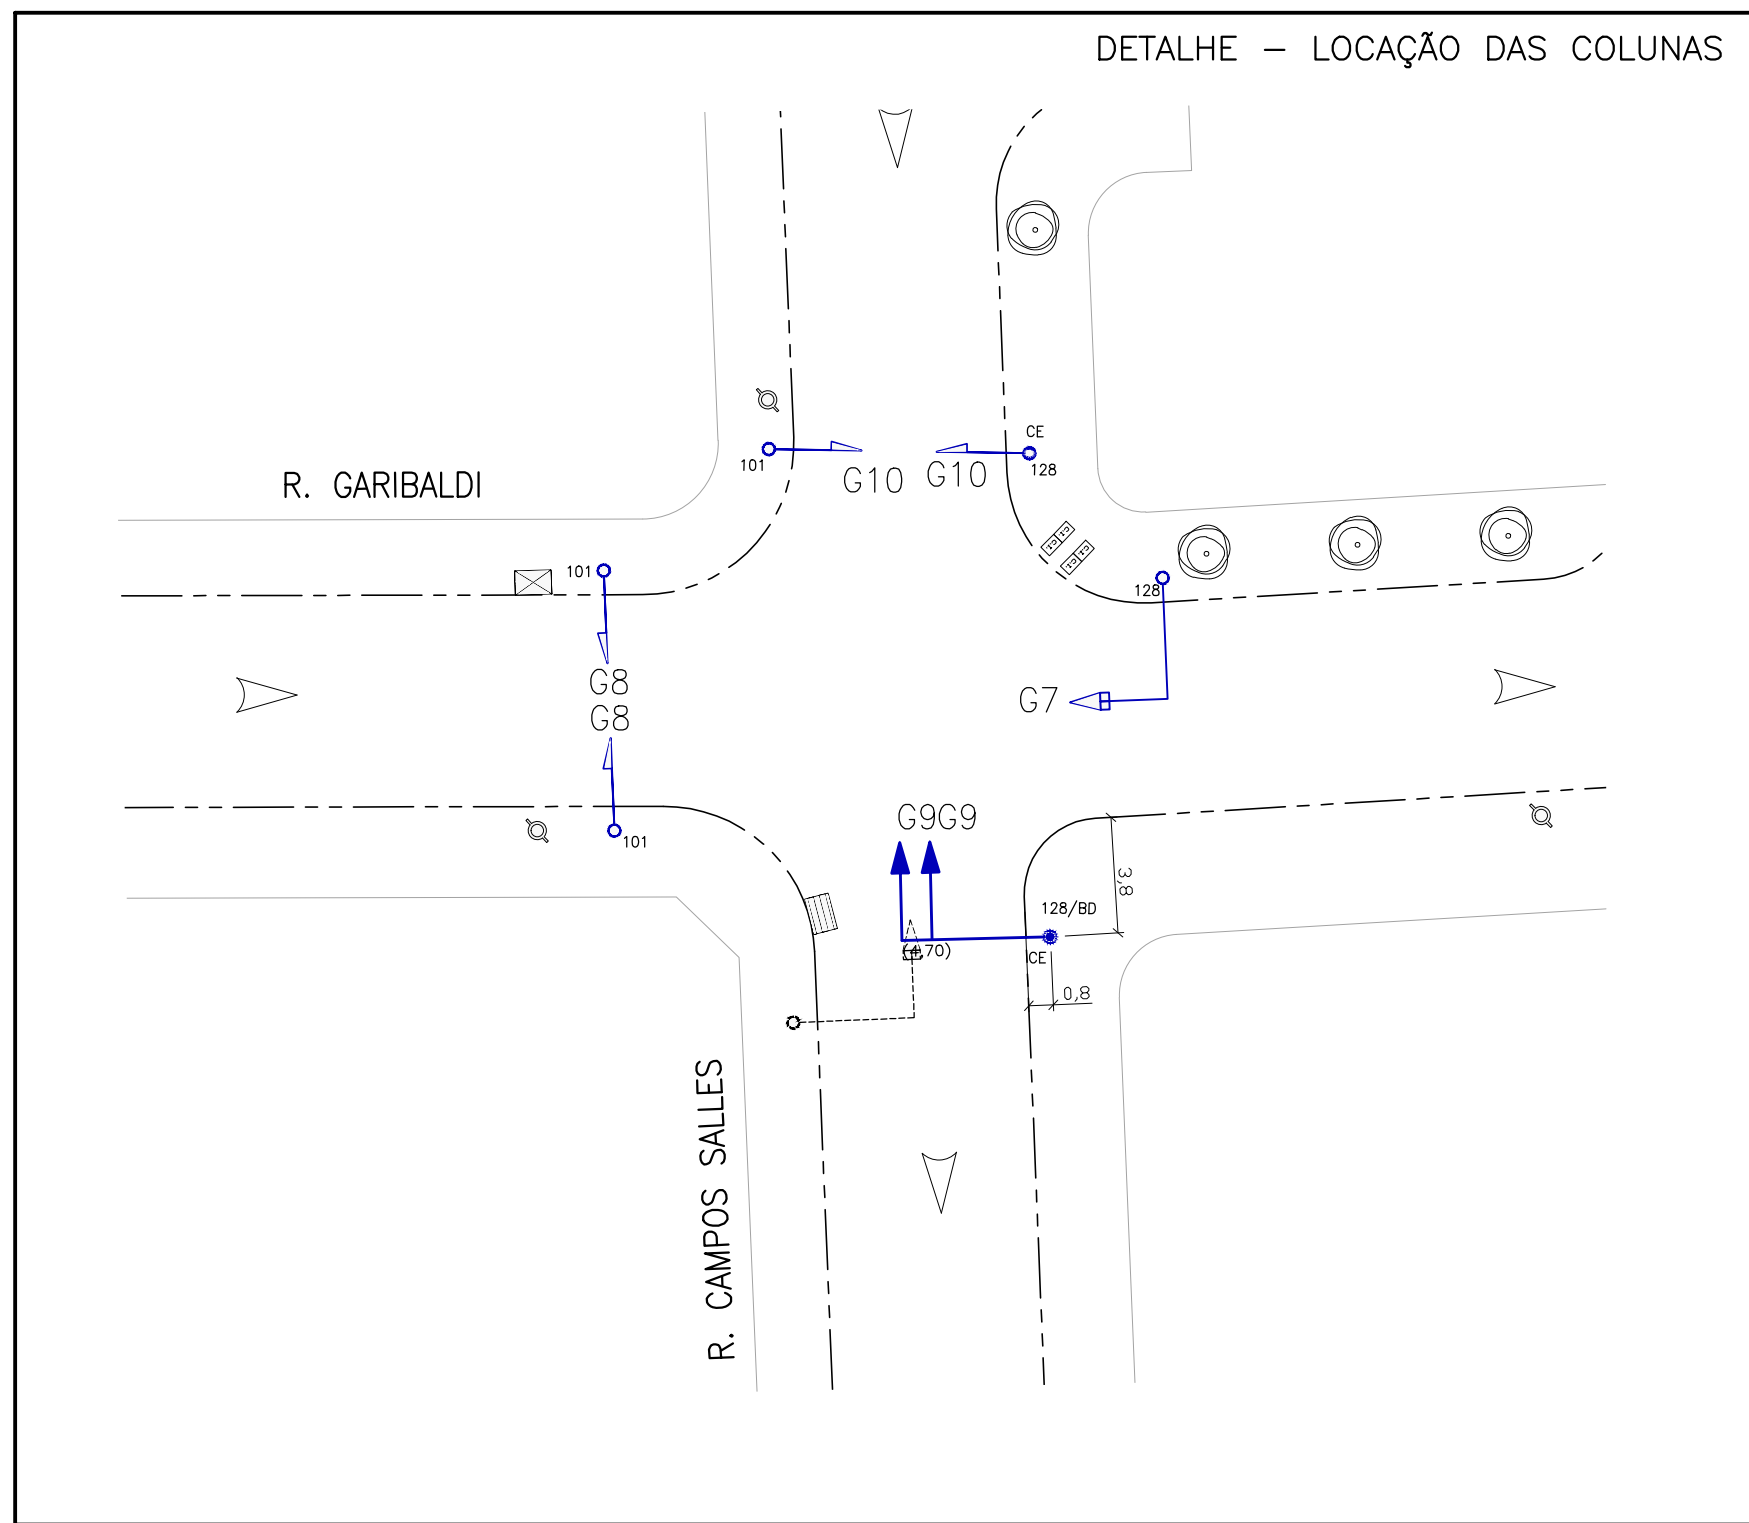 DETALHE - LOCAÇÃO DAS COLUNAS
CE
101
G10
G10
128
R. GARIBALDI
101
C.T.
C.T.
C.T.
C.T.
128
G8
G8
G7
101
G9G9
3,8
128/BD
(4,70)
CE
0,8
R. CAMPOS SALLES